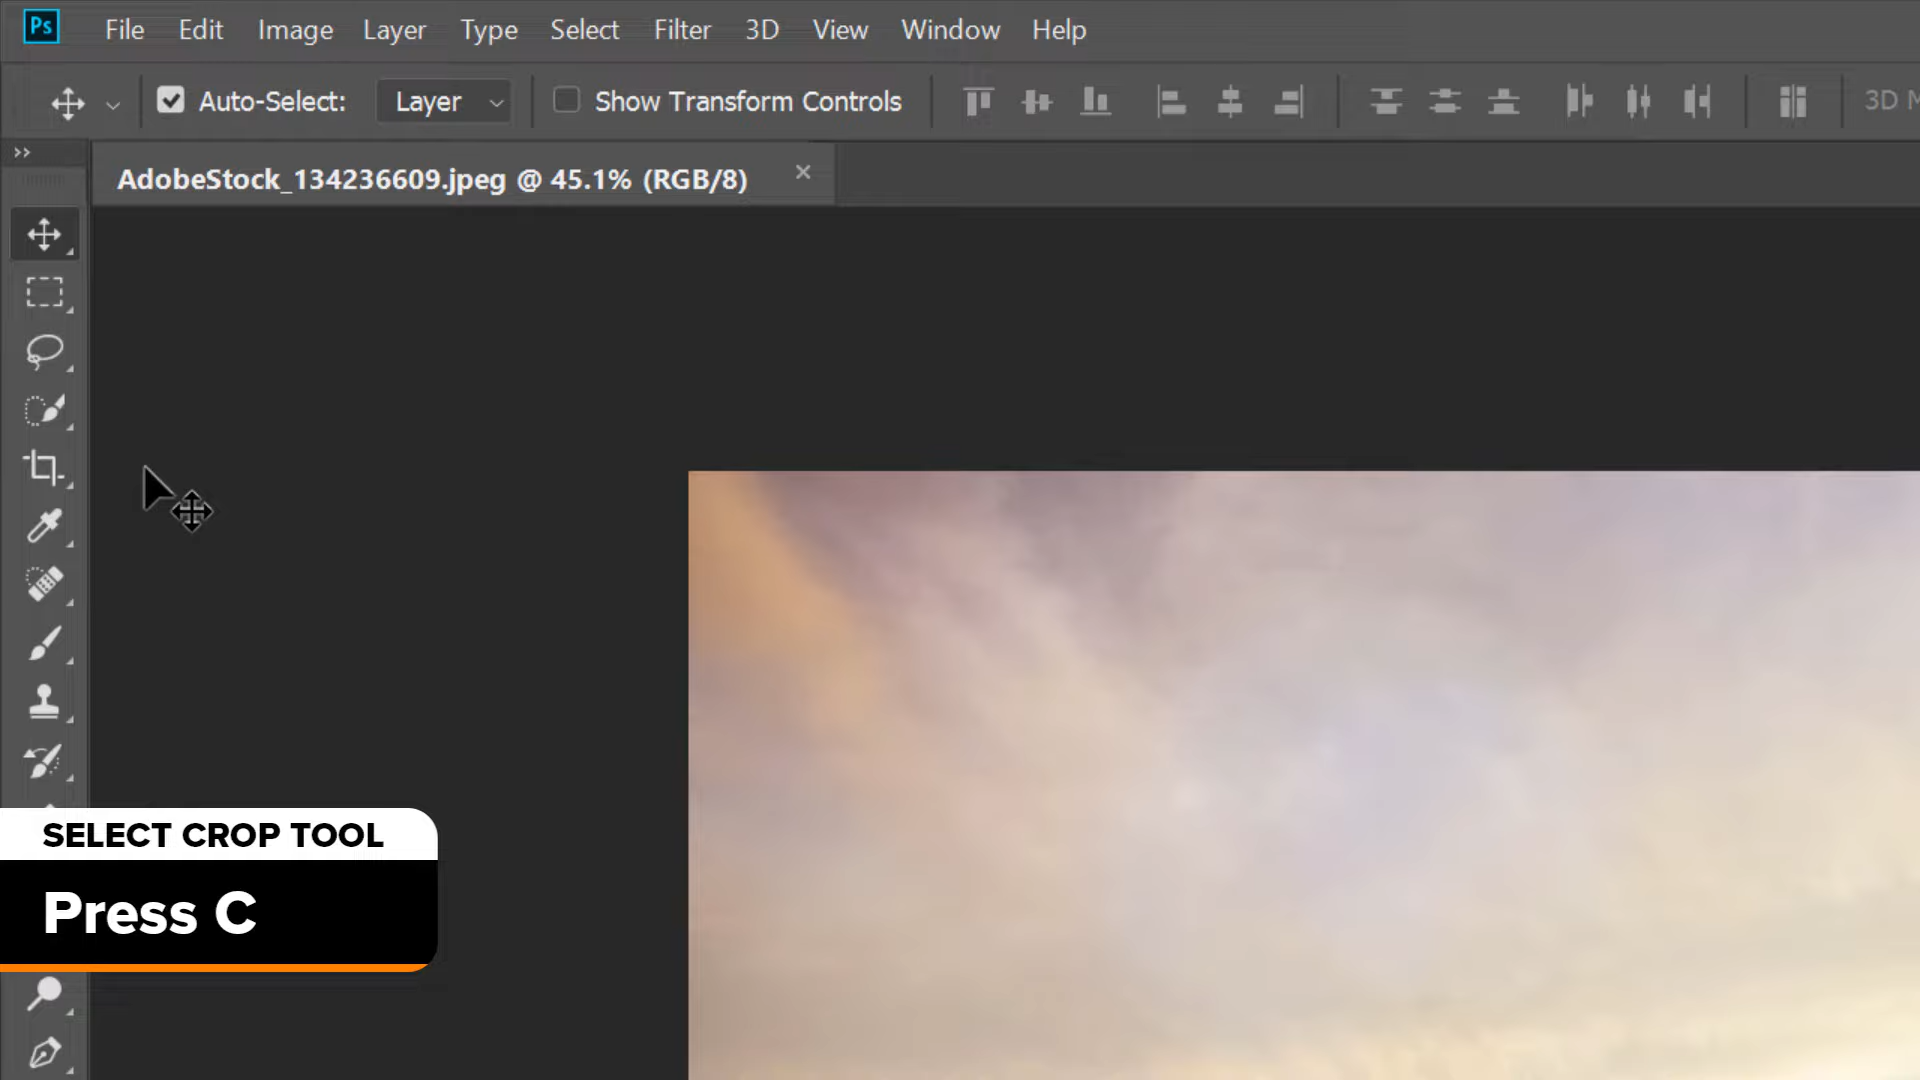 Ps File Edit Image Layer Type Select Filter 3D View Window Help
Auto-Select: Layer Show Transform Controls 3D
AdobeStock_134236609.jpeg @ 45.1% (RGB/8)
SELECT CROP TOOL
Press C